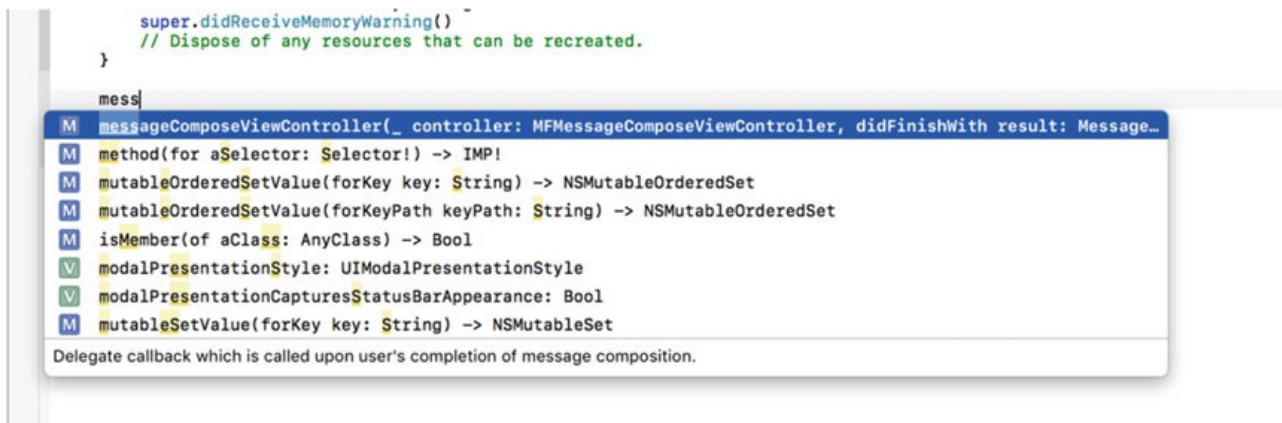 super.didReceiveMemoryWarning()
// Dispose of any resources that can be recreated.
}
mess
M messageComposeViewController(_ controller: MFMessageComposeViewController, didFinishWith result: Message…
M method(for aSelector: Selector!) -> IMP!
M mutableOrderedSetValue(forKey key: String) -> NSMutableOrderedSet
M mutableOrderedSetValue(forKeyPath keyPath: String) -> NSMutableOrderedSet
M isMember(of aClass: AnyClass) -> Bool
V modalPresentationStyle: UIModalPresentationStyle
V modalPresentationCapturesStatusBarAppearance: Bool
M mutableSetValue(forKey key: String) -> NSMutableSet
Delegate callback which is called upon user's completion of message composition.